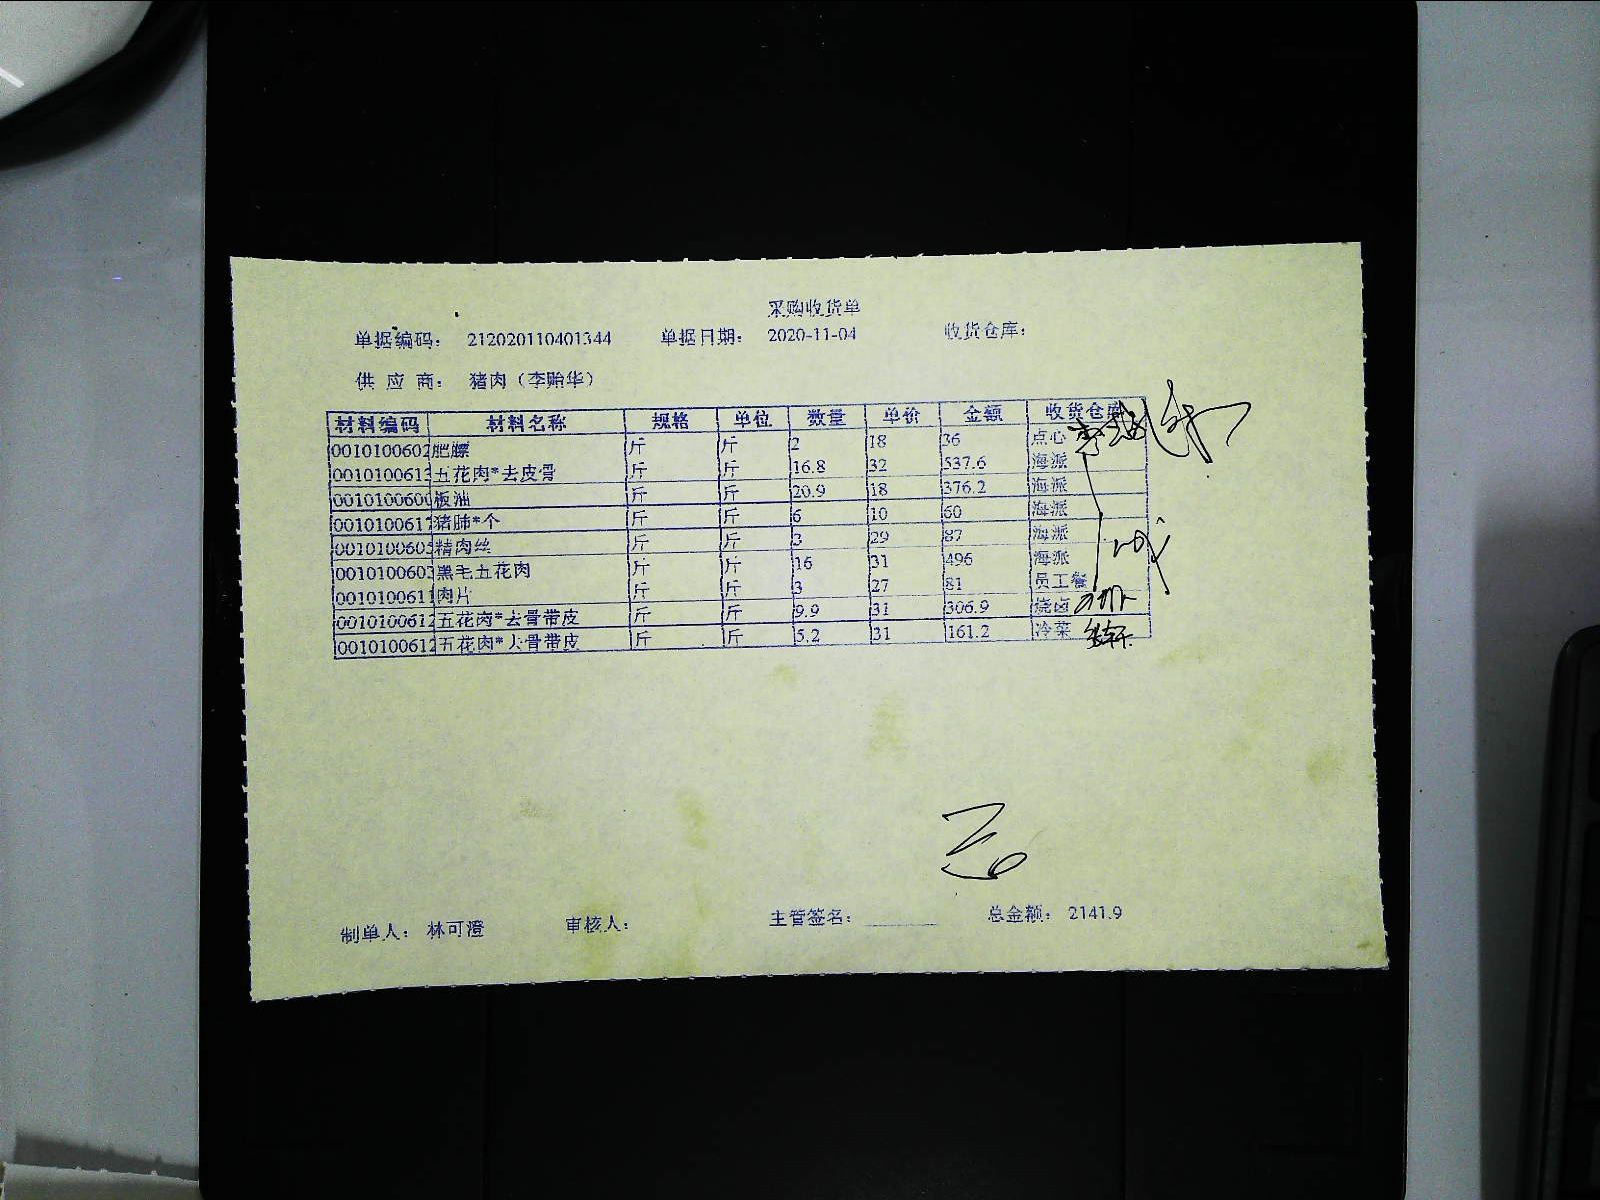 采购收货单
单据编码： 212020110401344 单据日期： 2020-11-04 收货仓库：
供 应 商： 猪肉（李贻华）
材料编码 材料名称 规格 单位 数量 单价 金额 收货仓库
0010100602 肥膘 斤 斤 2 18 36 点心
0010100613 五花肉*去皮骨 斤 斤 16.8 32 537.6 海派
0010100600 板油 斤 斤 20.9 18 376.2 海派
001010061 猪肺*个 斤 斤 6 10 60 海派
0010100605 精肉丝 斤 斤 3 29 87 海派
0010100603 黑毛五花肉 斤 斤 16 31 496 海派
0010100611 肉片 斤 斤 3 27 81 员工餐
0010100612 五花肉*去骨带皮 斤 斤 9.9 31 306.9 烧卤
0010100612 五花肉*去骨带皮 斤 斤 5.2 31 161.2 冷菜
制单人： 林可澄 审核人： 主管签名： 总金额： 2141.9